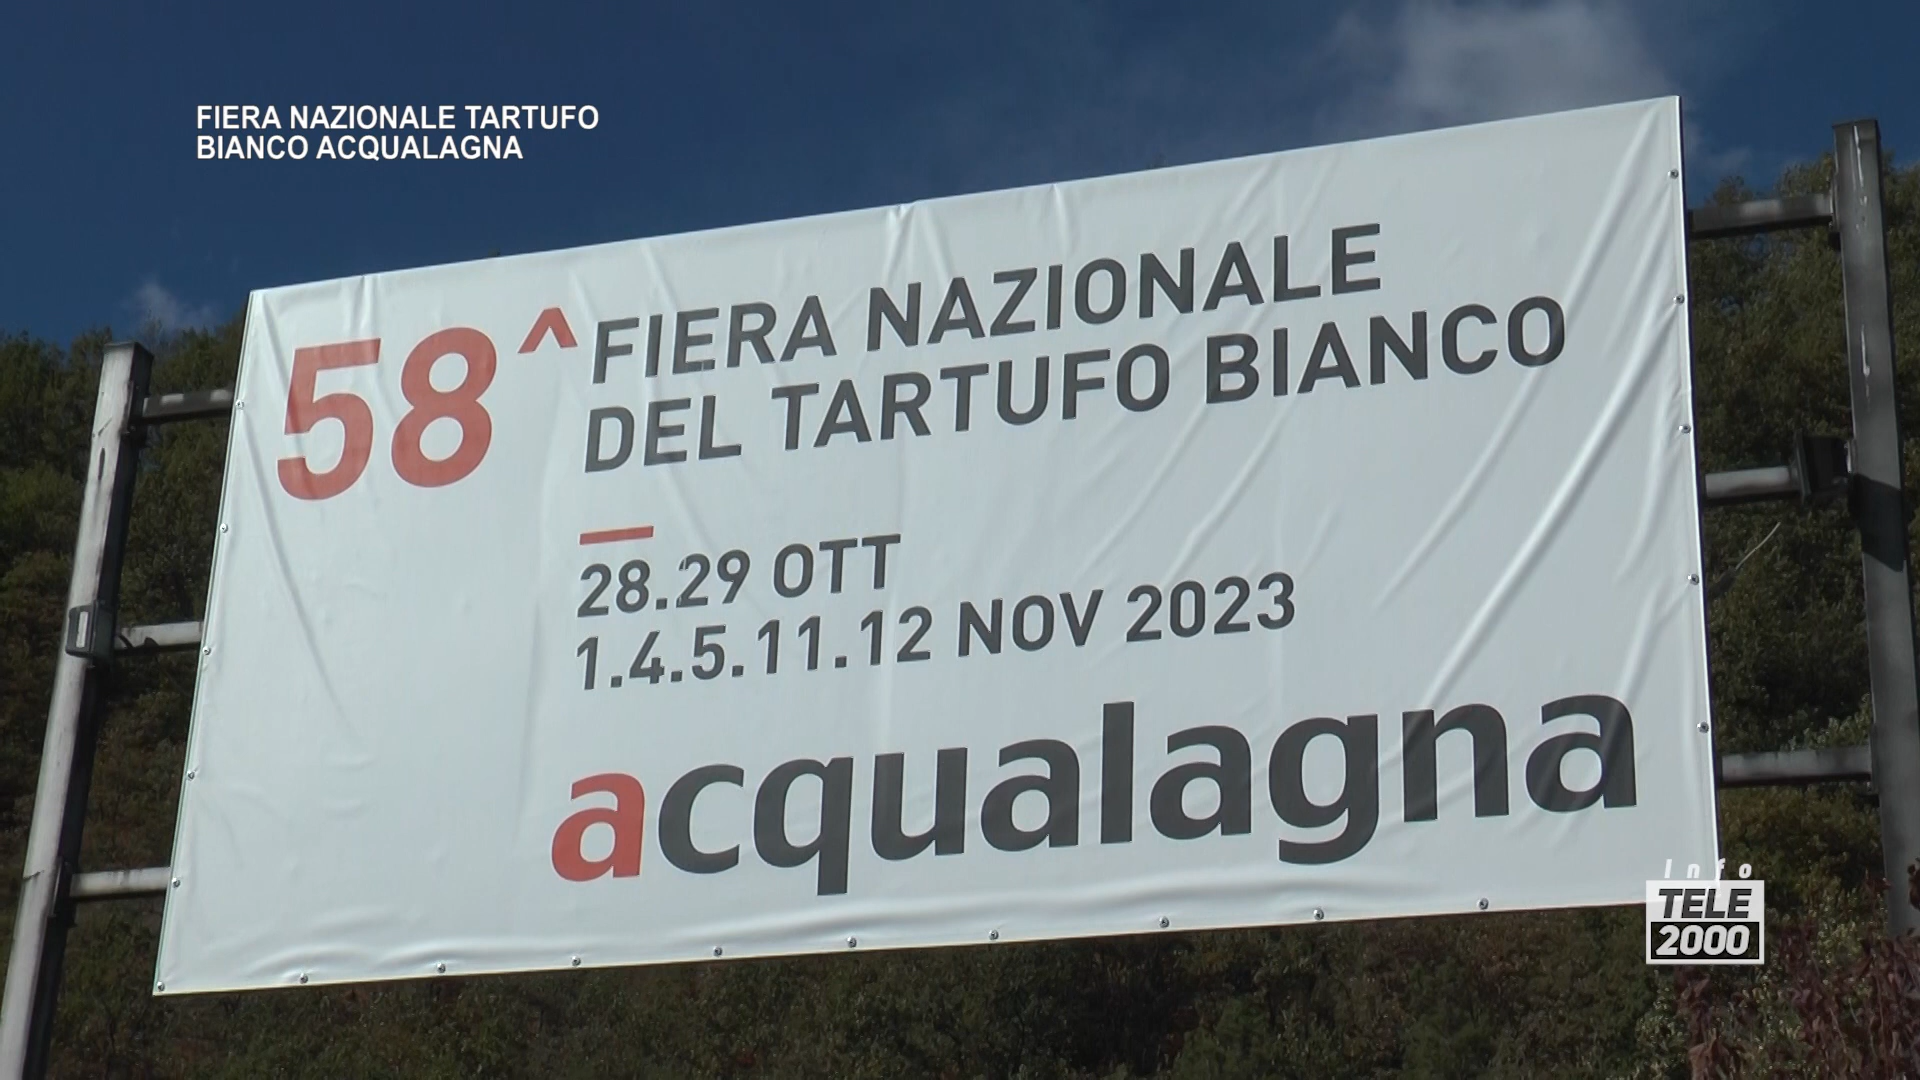 FIERA NAZIONALE TARTUFO
BIANCO ACQUALAGNA
58^ FIERA NAZIONALE
DEL TARTUFO BIANCO
28.29 OTT
1.4.5.11.12 NOV 2023
acqualagna
Info
TELE
2000